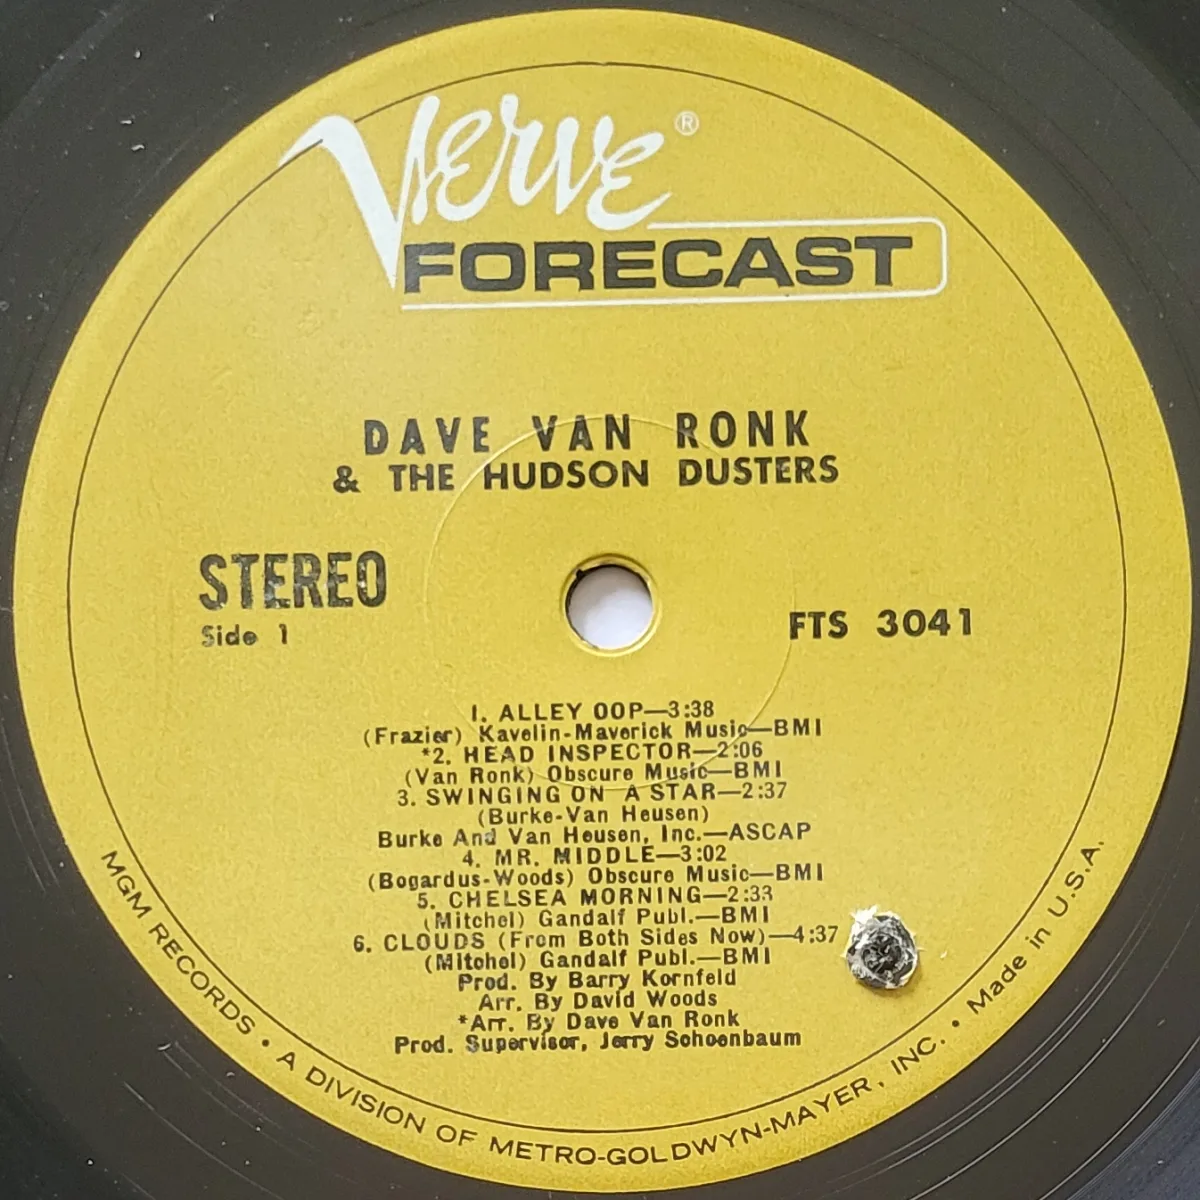 Verve®
FORECAST
DAVE VAN RONK
& THE HUDSON DUSTERS
STEREO
Side 1
FTS 3041
1. ALLEY OOP—3:38
(Frazier) Kavelin-Maverick Music—BMI
*2. HEAD INSPECTOR—2:06
(Van Ronk) Obscure Music—BMI
3. SWINGING ON A STAR—2:37
(Burke-Van Heusen)
Burke And Van Heusen, Inc.—ASCAP
4. MR. MIDDLE—3:02
(Bogardus-Woods) Obscure Music—BMI
5. CHELSEA MORNING—2:33
(Mitchel) Gandalf Publ.—BMI
6. CLOUDS (From Both Sides Now)—4:37
(Mitchel) Gandalf Publ.—BMI
Prod. By Barry Kornfeld
Arr. By David Woods
*Arr. By Dave Van Ronk
Prod. Supervisor, Jerry Schoenbaum
MGM RECORDS • A DIVISION OF METRO-GOLDWYN-MAYER, INC. • Made in U.S.A.